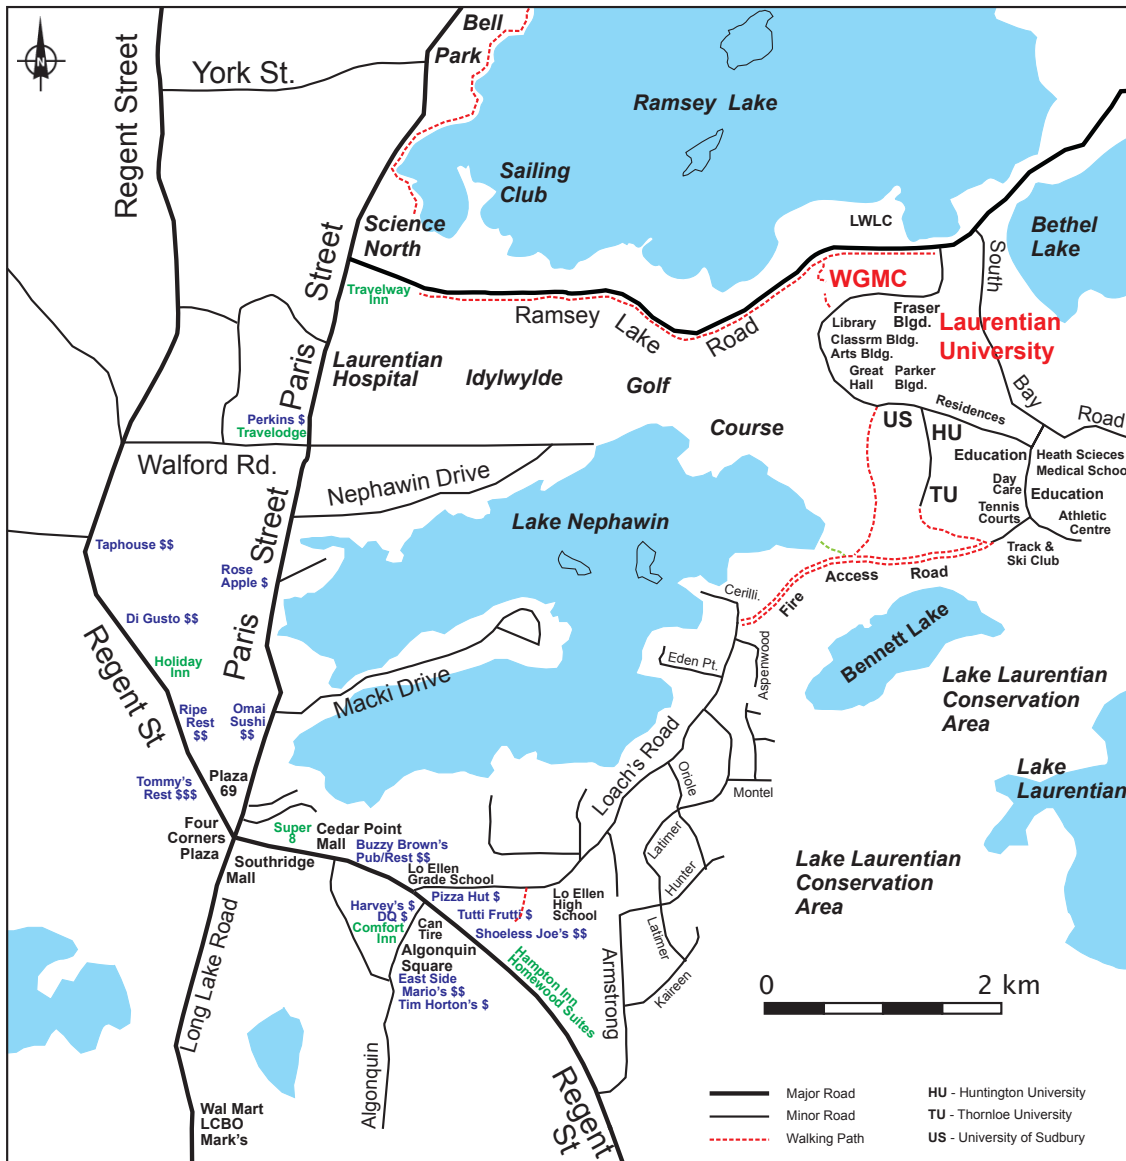 N
Bell
Park
York St.
Regent Street
Ramsey Lake
Sailing
Club
Science
North
LWLC
Bethel
Lake
South
Bay
Road
Paris
Street
Travelway
Inn
WGMC
Ramsey
Lake
Road
Fraser
Blgd.
Library
Classrm Bldg.
Arts Bldg.
Great
Hall
Parker
Blgd.
Laurentian
University
Laurentian
Hospital
Idylwylde
Golf
Course
Perkins $
Travelodge
Residences
US
HU
TU
Education
Heath Scieces
Medical School
Day
Care
Education
Tennis
Courts
Athletic
Centre
Track &
Ski Club
Walford Rd.
Nephawin Drive
Paris
Street
Lake Nephawin
Taphouse $$
Rose
Apple $
Fire
Access
Road
Cerilli.
Di Gusto $$
Holiday
Inn
Regent St
Eden Pt.
Aspenwood
Bennett Lake
Lake Laurentian
Conservation
Area
Macki Drive
Ripe
Rest
$$
Omai
Sushi
$$
Loach's Road
Oriole
Montel
Lake
Laurentian
Tommy's
Rest $$$
Plaza
69
Four
Corners
Plaza
Super
8
Cedar Point
Mall
Buzzy Brown's
Pub/Rest $$
Southridge
Mall
Lo Ellen
Grade School
Latimer
Hunter
Lake Laurentian
Conservation
Area
Pizza Hut $
Lo Ellen
High
School
Harvey's $
DQ $
Comfort
Inn
Can
Tire
Tutti Frutti $
Shoeless Joe's $$
Latimer
Kaireen
Algonquin
Square
East Side
Mario's $$
Tim Horton's $
Hampton Inn
Homewood Suites
Armstrong
Long Lake Road
Algonquin
Regent
St
Wal Mart
LCBO
Mark's
0 2 km
Major Road
Minor Road
Walking Path
HU - Huntington University
TU - Thornloe University
US - University of Sudbury